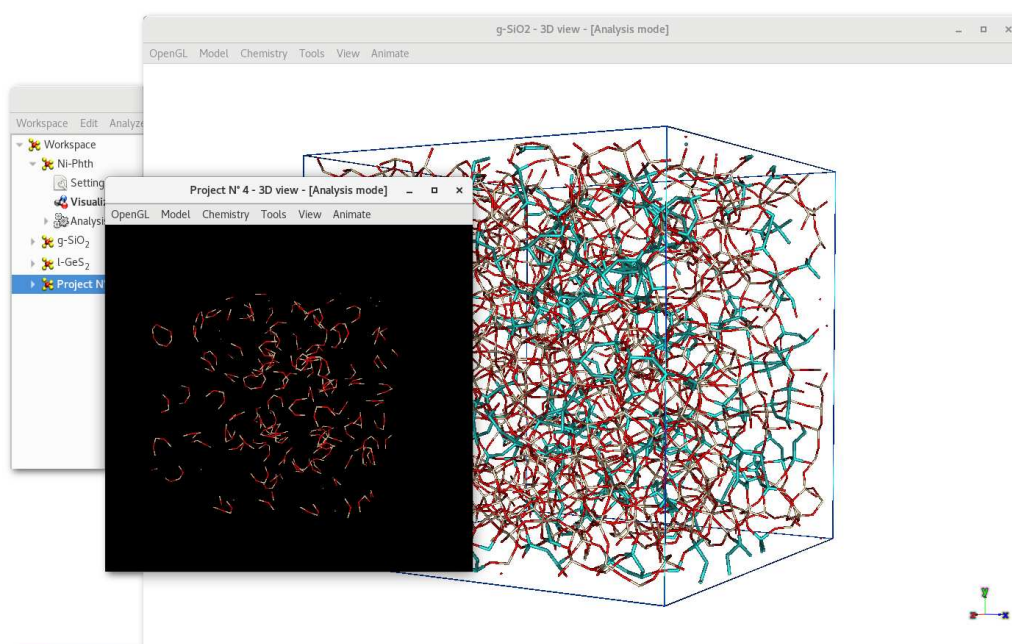 g-SiO2 - 3D view - [Analysis mode]
OpenGL Model Chemistry Tools View Animate
Workspace Edit Analyze
Workspace
Ni-Phth
Setting
Visuali
Analysis
g-SiO2
l-GeS2
Project N°
Project N° 4 - 3D view - [Analysis mode]
OpenGL Model Chemistry Tools View Animate